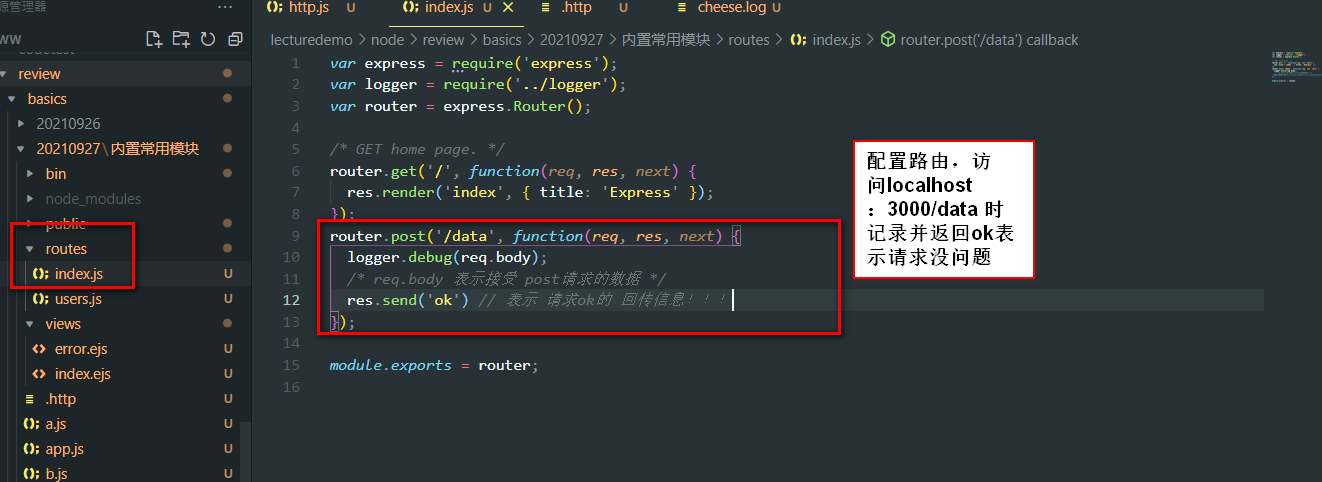 源管理器
···
http.js U
index.js U
.http U
cheese.log U
WW
lecturedemo > node > review > basics > 20210927 > 内置常用模块 > routes > index.js > router.post('/data') callback
codetest
review
basics
20210926
20210927\内置常用模块
bin
node_modules
public
routes
index.js U
users.js U
views
error.ejs U
index.ejs U
.http U
a.js U
app.js U
b.js U
1 var express = require('express');
2 var logger = require('../logger');
3 var router = express.Router();
4
5 /* GET home page. */
6 router.get('/', function(req, res, next) {
7 res.render('index', { title: 'Express' });
8 });
9 router.post('/data', function(req, res, next) {
10 logger.debug(req.body);
11 /* req.body 表示接受 post请求的数据 */
12 res.send('ok') // 表示 请求ok的 回传信息！！！
13 });
14
15 module.exports = router;
16
配置路由，访
问localhost
：3000/data 时
记录并返回ok表
示请求没问题